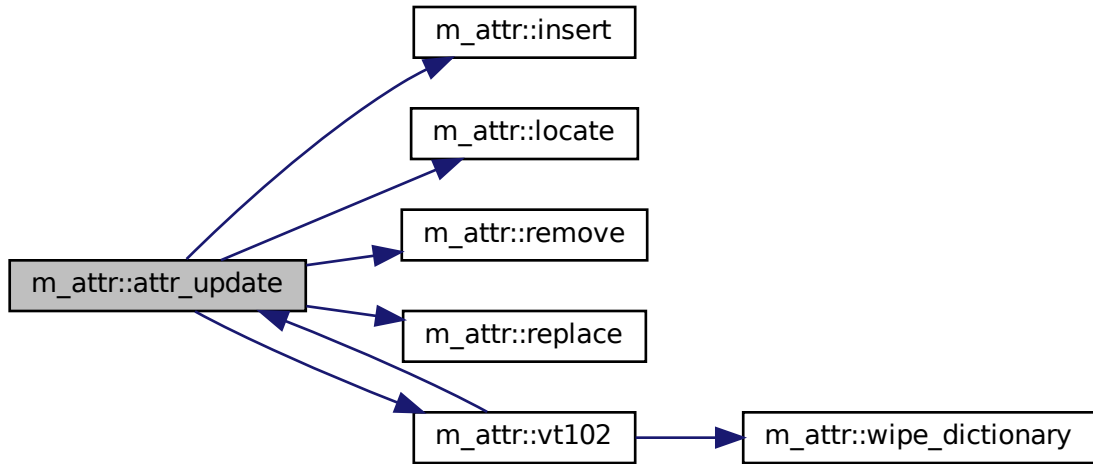 m_attr::insert
m_attr::locate
m_attr::remove
m_attr::attr_update
m_attr::replace
m_attr::vt102
m_attr::wipe_dictionary